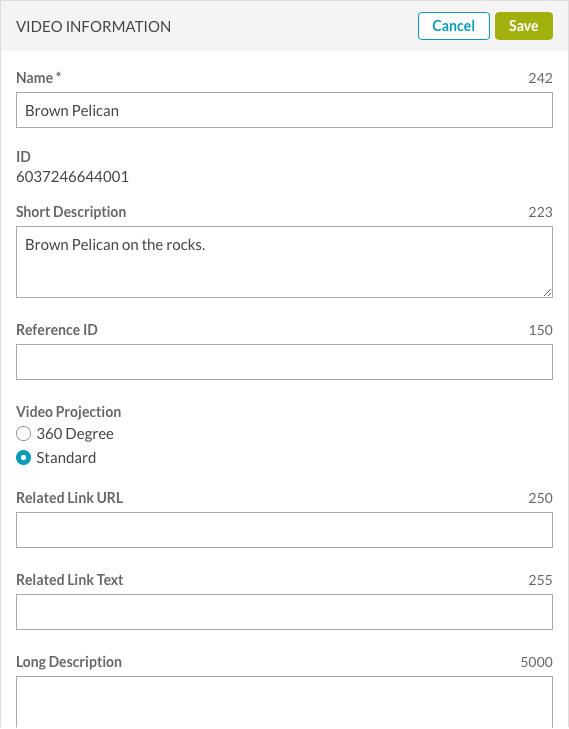 VIDEO INFORMATION Cancel Save
Name * 242
Brown Pelican
ID
6037246644001
Short Description 223
Brown Pelican on the rocks.
Reference ID 150
Video Projection
360 Degree
Standard
Related Link URL 250
Related Link Text 255
Long Description 5000